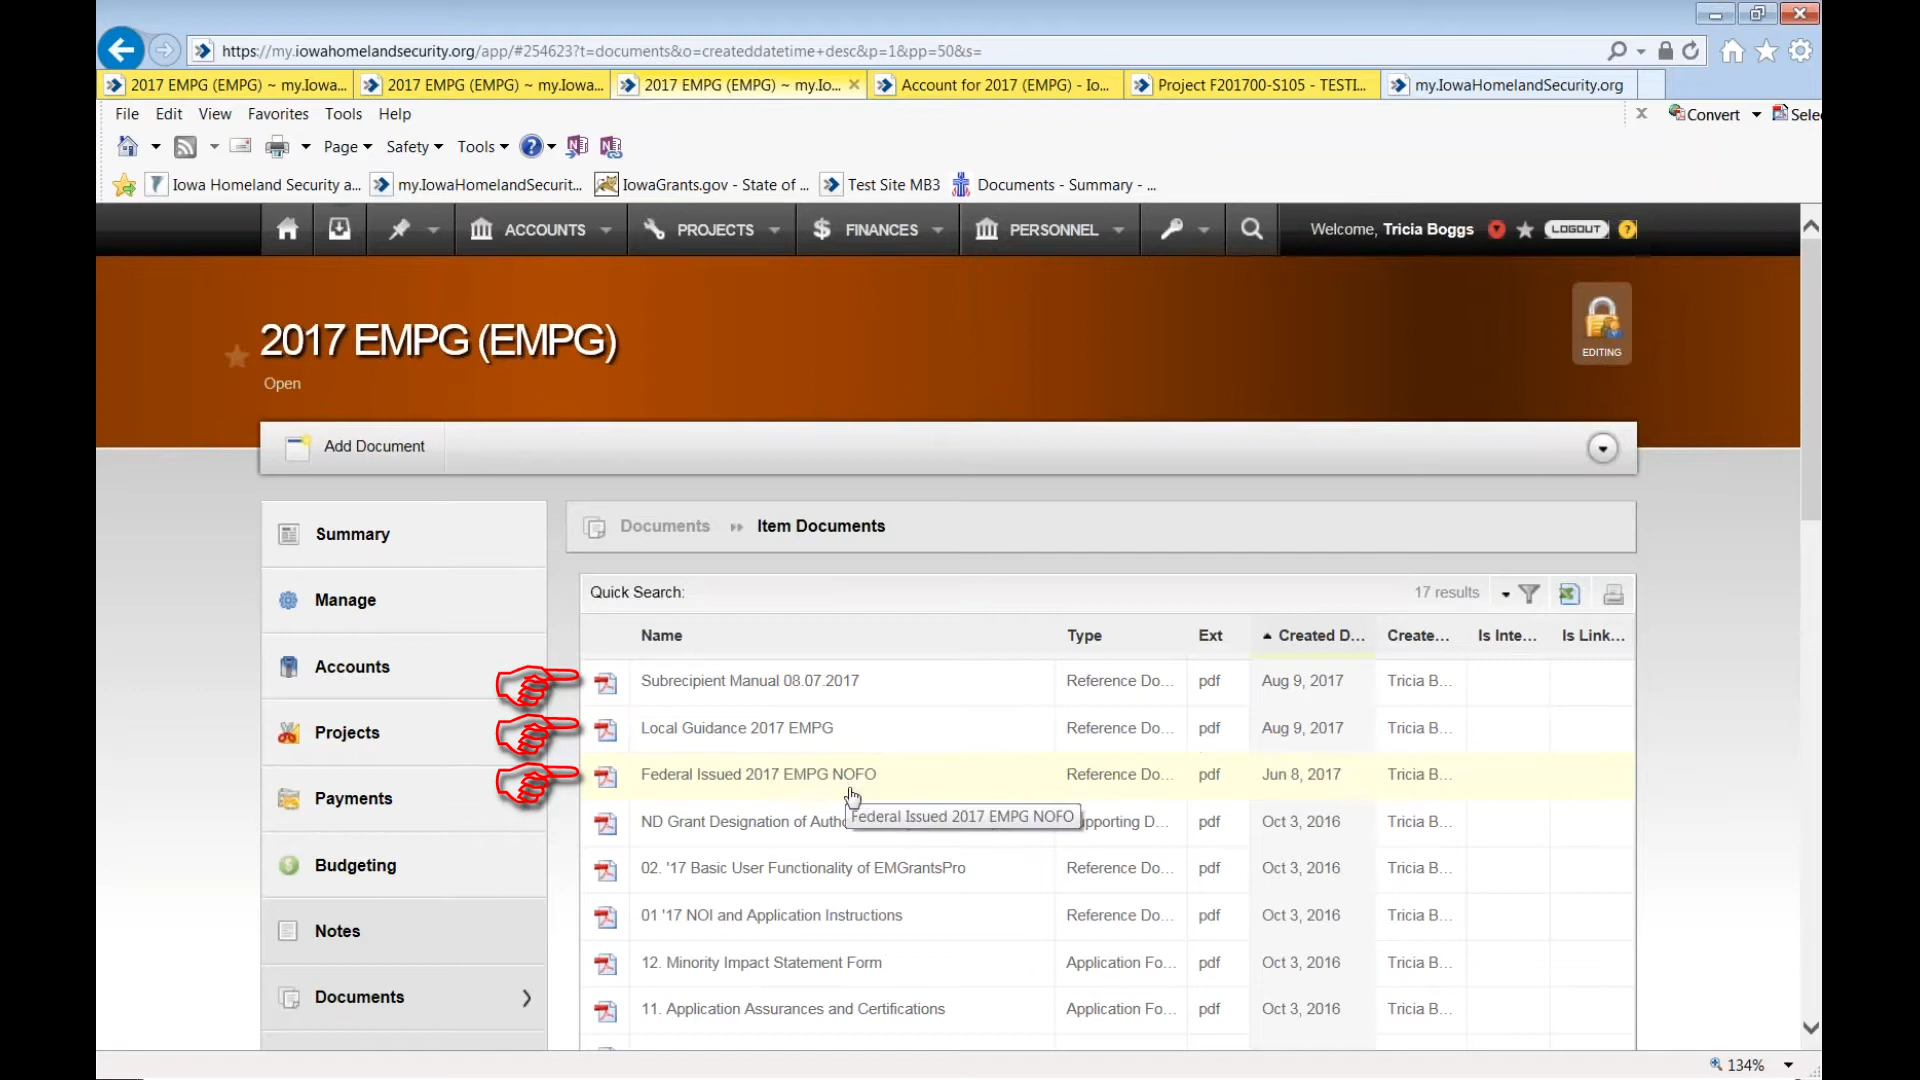 https://my.iowahomelandsecurity.org/app/#254623?t=documents&o=createddatetime+desc&p=1&pp=50&s=
2017 EMPG (EMPG) ~ my.Iowa...
2017 EMPG (EMPG) ~ my.Iowa...
2017 EMPG (EMPG) ~ my.Io...
Account for 2017 (EMPG) - Io...
Project F201700-S105 - TESTI...
my.IowaHomelandSecurity.org
File Edit View Favorites Tools Help
x Convert Selec
Page Safety Tools
Iowa Homeland Security a... my.IowaHomelandSecurit... IowaGrants.gov - State of ... Test Site MB3 Documents - Summary - ...
ACCOUNTS PROJECTS FINANCES PERSONNEL Welcome, Tricia Boggs LOGOUT ?
2017 EMPG (EMPG)
EDITING
Open
Add Document
Summary
Manage
Accounts
Projects
Payments
Budgeting
Notes
Documents
Documents Item Documents
Quick Search: 17 results
Name Type Ext Created D... Create... Is Inte... Is Link...
Subrecipient Manual 08.07.2017 Reference Do... pdf Aug 9, 2017 Tricia B...
Local Guidance 2017 EMPG Reference Do... pdf Aug 9, 2017 Tricia B...
Federal Issued 2017 EMPG NOFO Reference Do... pdf Jun 8, 2017 Tricia B...
Federal Issued 2017 EMPG NOFO
ND Grant Designation of Autho pporting D... pdf Oct 3, 2016 Tricia B...
02. '17 Basic User Functionality of EMGrantsPro Reference Do... pdf Oct 3, 2016 Tricia B...
01 '17 NOI and Application Instructions Reference Do... pdf Oct 3, 2016 Tricia B...
12. Minority Impact Statement Form Application Fo... pdf Oct 3, 2016 Tricia B...
11. Application Assurances and Certifications Application Fo... pdf Oct 3, 2016 Tricia B...
134%